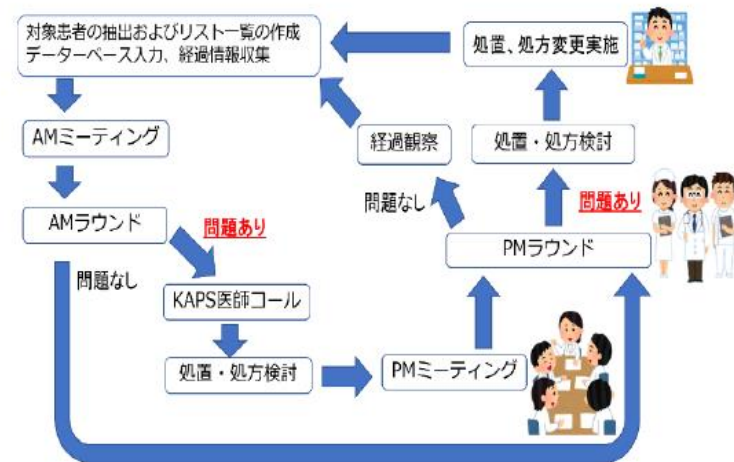 対象患者の抽出およびリスト一覧の作成
データーベース入力、経過情報収集
処置、処方変更実施
AMミーティング
経過観察
処置・処方検討
問題なし
問題あり
AMラウンド
問題あり
PMラウンド
問題なし
KAPS医師コール
処置・処方検討
PMミーティング